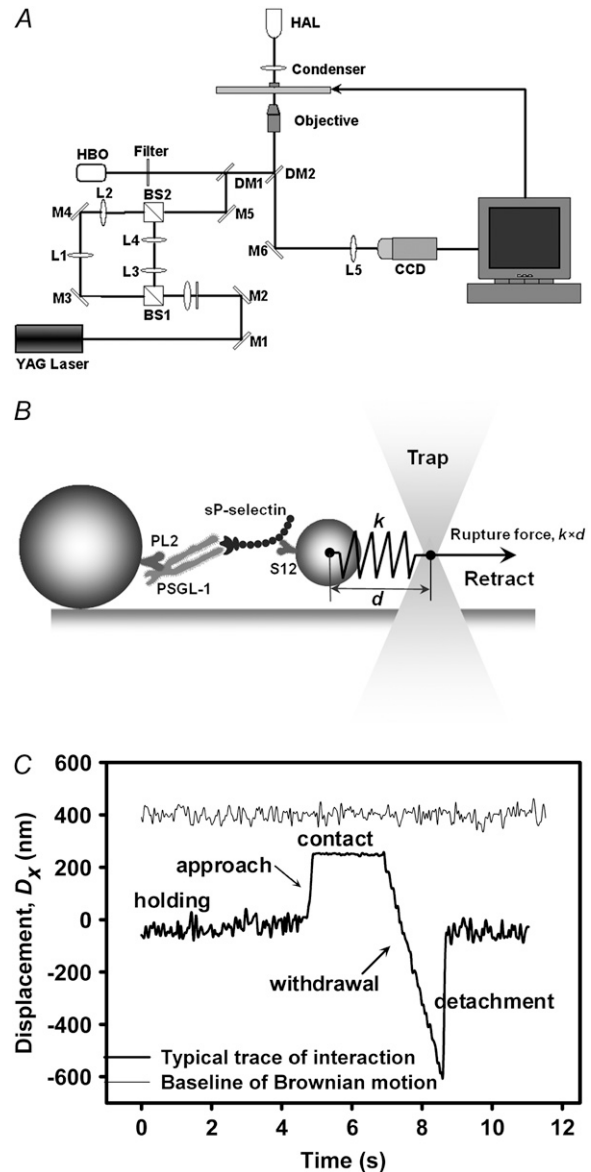 A
HAL
Condenser
Objective
HBO
Filter
DM1
DM2
L2
BS2
M4
M5
L4
M6
L1
L5
CCD
L3
M3
BS1
M2
M1
YAG Laser
B
Trap
sP-selectin
k
Rupture force, k×d
PL2
S12
Retract
PSGL-1
d
C
600
400
200
0
-200
-400
-600
Displacement, Dx (nm)
contact
approach
holding
withdrawal
detachment
Typical trace of interaction
Baseline of Brownian motion
0 2 4 6 8 10 12
Time (s)